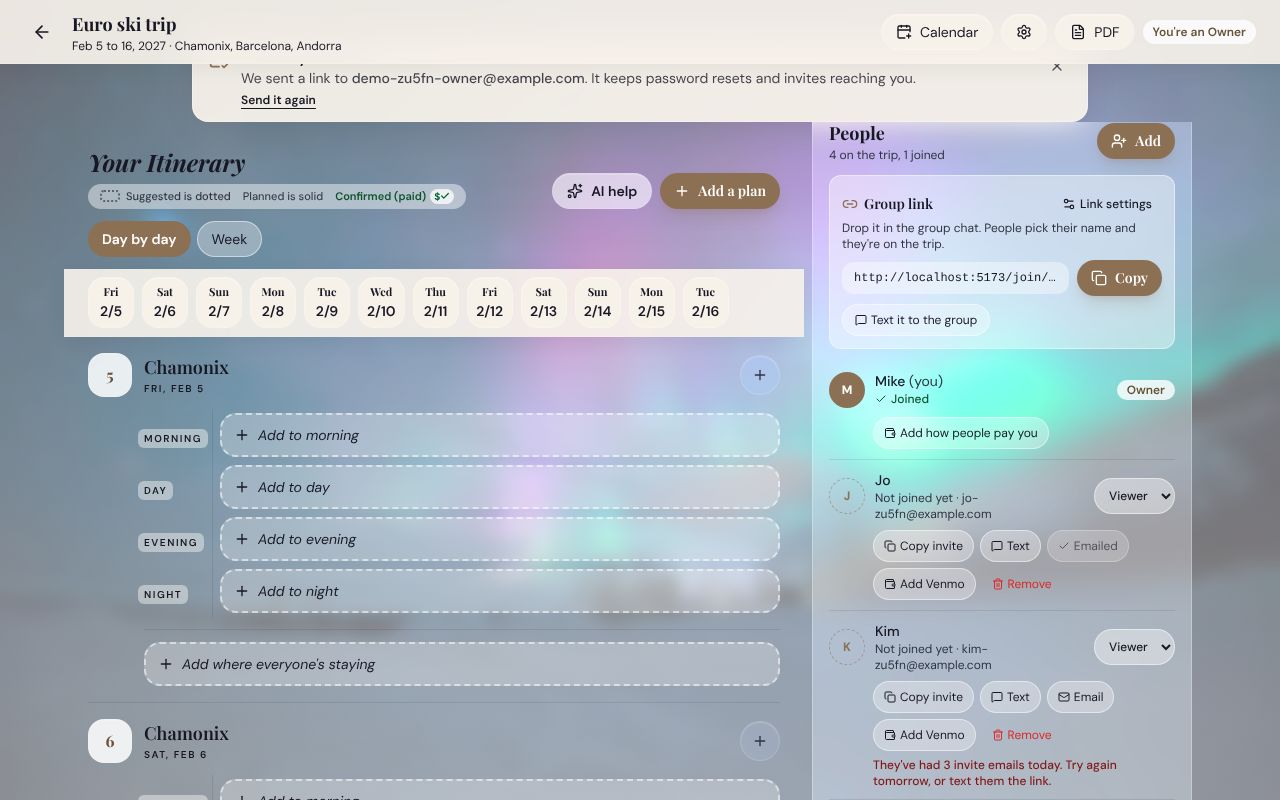 Euro ski trip
Feb 5 to 16, 2027 · Chamonix, Barcelona, Andorra
Calendar
PDF
You're an Owner
We sent a link to demo-zu5fn-owner@example.com. It keeps password resets and invites reaching you.
Send it again
Your Itinerary
Suggested is dotted Planned is solid Confirmed (paid) $✓
AI help
Add a plan
Day by day
Week
Fri 2/5
Sat 2/6
Sun 2/7
Mon 2/8
Tue 2/9
Wed 2/10
Thu 2/11
Fri 2/12
Sat 2/13
Sun 2/14
Mon 2/15
Tue 2/16
5
Chamonix
FRI, FEB 5
MORNING
Add to morning
DAY
Add to day
EVENING
Add to evening
NIGHT
Add to night
Add where everyone's staying
6
Chamonix
SAT, FEB 6
Add to morning
People
4 on the trip, 1 joined
Add
Group link
Link settings
Drop it in the group chat. People pick their name and
they're on the trip.
http://localhost:5173/join/…
Copy
Text it to the group
M
Mike (you)
Joined
Owner
Add how people pay you
J
Jo
Not joined yet · jo-
zu5fn@example.com
Viewer
Copy invite
Text
Emailed
Add Venmo
Remove
K
Kim
Not joined yet · kim-
zu5fn@example.com
Viewer
Copy invite
Text
Email
Add Venmo
Remove
They've had 3 invite emails today. Try again
tomorrow, or text them the link.